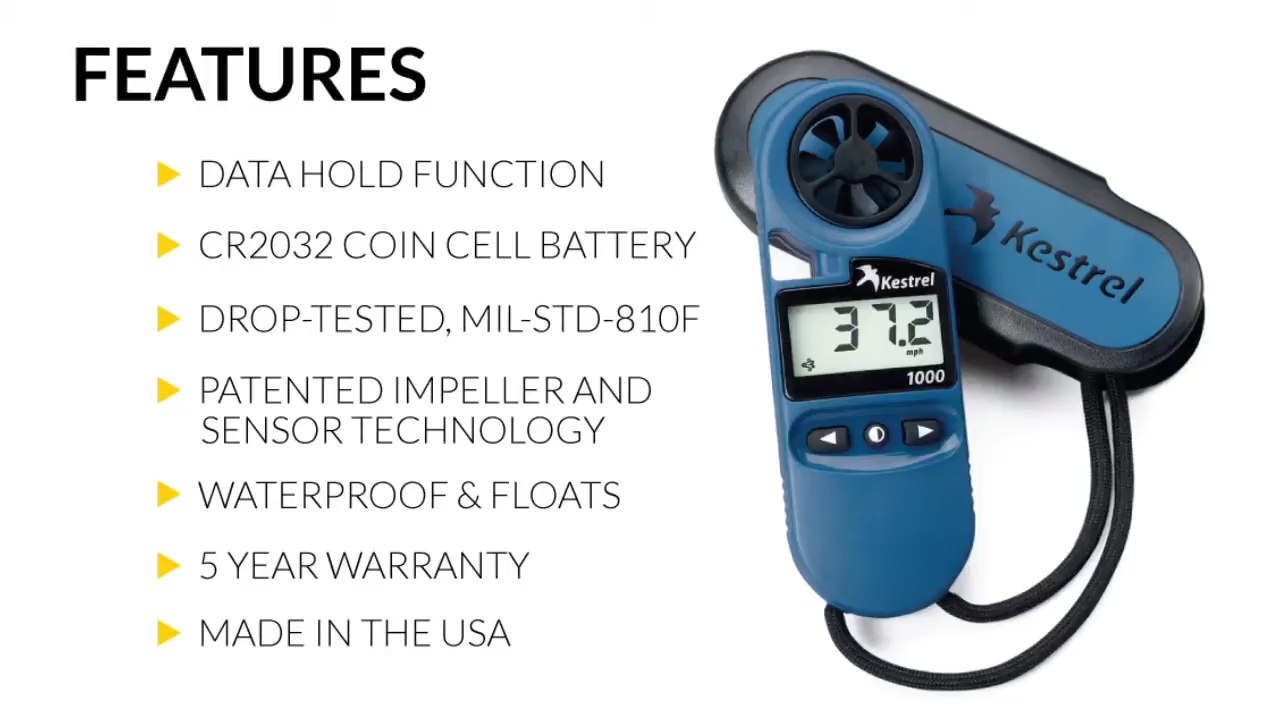 FEATURES
DATA HOLD FUNCTION
CR2032 COIN CELL BATTERY
DROP-TESTED, MIL-STD-810F
PATENTED IMPELLER AND
SENSOR TECHNOLOGY
WATERPROOF & FLOATS
5 YEAR WARRANTY
MADE IN THE USA
Kestrel
Kestrel
37.2
mph
1000